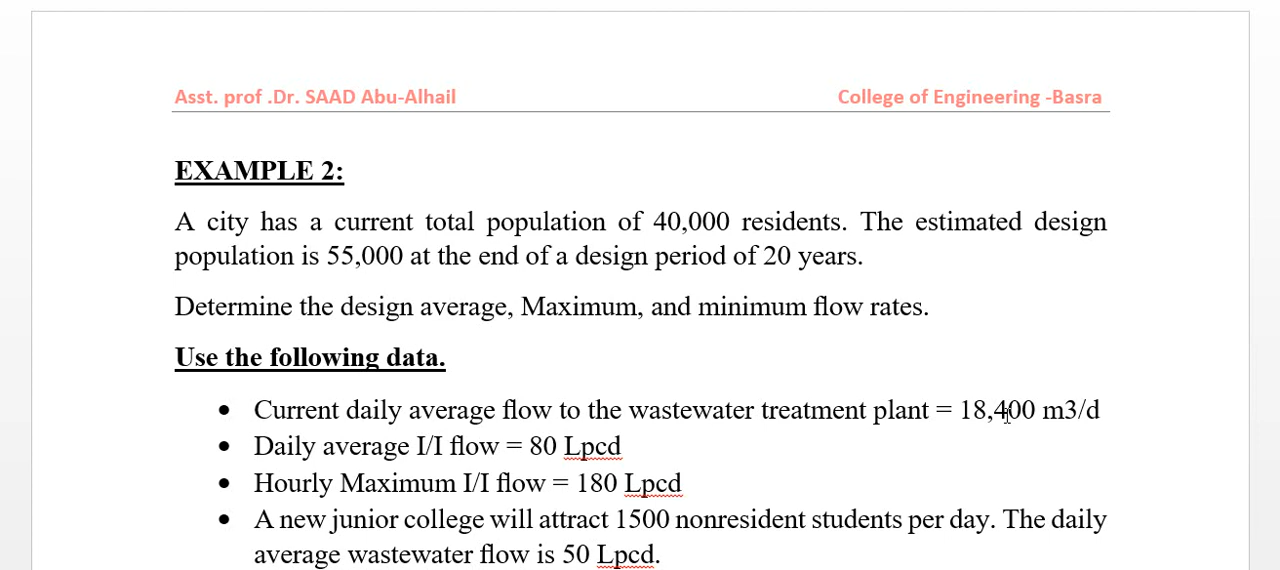 Asst. prof .Dr. SAAD Abu-Alhail College of Engineering -Basra
EXAMPLE 2:
A city has a current total population of 40,000 residents. The estimated design
population is 55,000 at the end of a design period of 20 years.
Determine the design average, Maximum, and minimum flow rates.
Use the following data.
• Current daily average flow to the wastewater treatment plant = 18,400 m3/d
• Daily average I/I flow = 80 Lpcd
• Hourly Maximum I/I flow = 180 Lpcd
• A new junior college will attract 1500 nonresident students per day. The daily
average wastewater flow is 50 Lpcd.